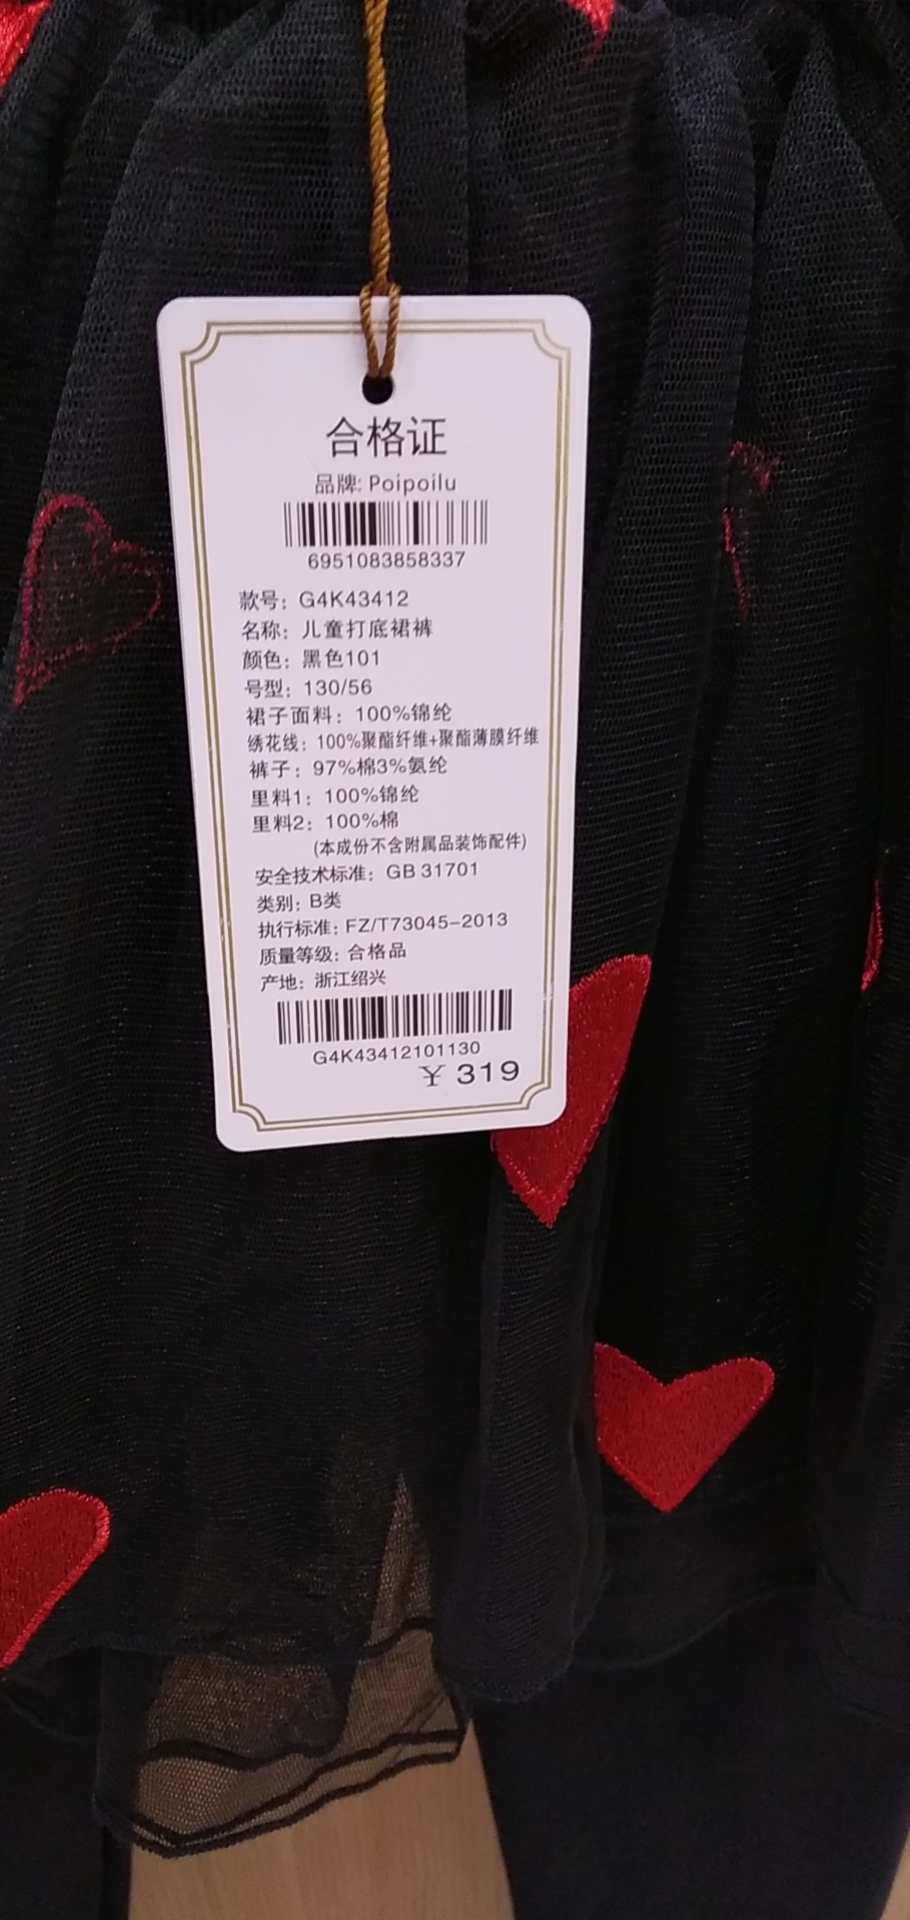 合格证
品牌: Poipoilu
6951083858337
款号: G4K43412
名称: 儿童打底裙裤
颜色: 黑色101
号型: 130/56
裙子面料: 100%锦纶
绣花线: 100%聚酯纤维+聚酯薄膜纤维
裤子: 97%棉3%氨纶
里料1: 100%锦纶
里料2: 100%棉
(本成份不含附属品装饰配件)
安全技术标准: GB 31701
类别: B类
执行标准: FZ/T73045-2013
质量等级: 合格品
产地: 浙江绍兴
G4K43412101130
¥ 319